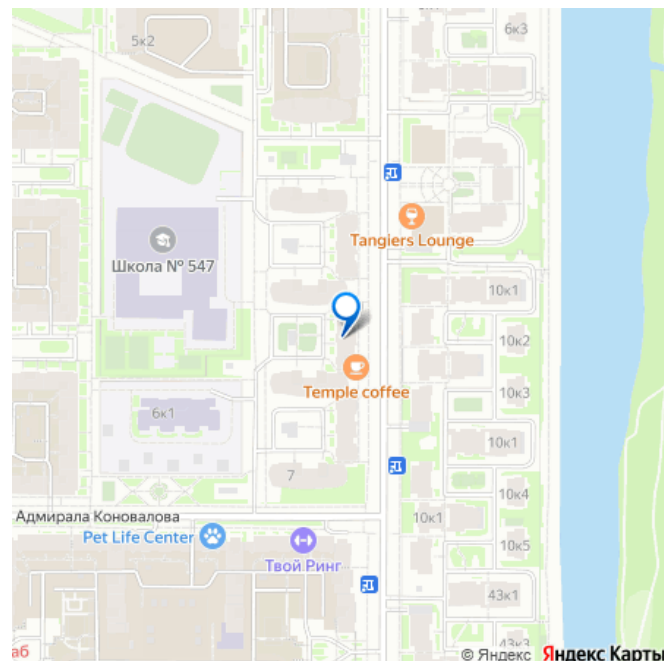 5к2
6к3
Tangiers Lounge
Школа № 547
10к1
10к2
Temple coffee
10к3
6к1
10к1
7
10к4
Адмирала Коновалова
10к1
Pet Life Center
10к5
Твой Ринг
43к1
43к3
аб
© Яндекс Яндекс Карты